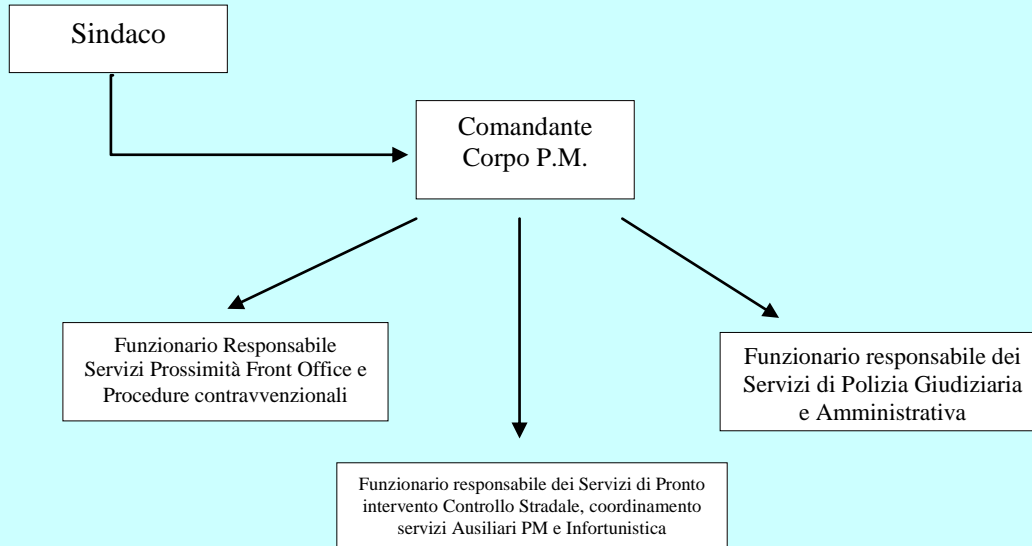 Sindaco
Comandante
Corpo P.M.
Funzionario Responsabile
Servizi Prossimità Front Office e
Procedure contravvenzionali
Funzionario responsabile dei
Servizi di Polizia Giudiziaria
e Amministrativa
Funzionario responsabile dei Servizi di Pronto
intervento Controllo Stradale, coordinamento
servizi Ausiliari PM e Infortunistica